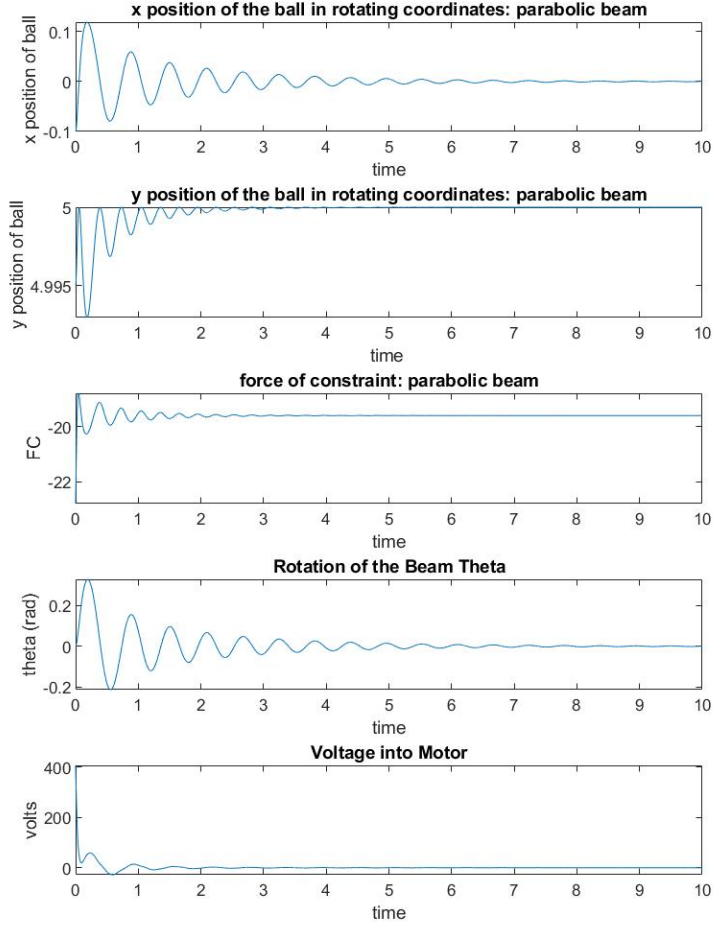 x position of the ball in rotating coordinates: parabolic beam
x position of ball
0.1
0
-0.1
0 1 2 3 4 5 6 7 8 9 10
time
y position of the ball in rotating coordinates: parabolic beam
y position of ball
5
4.995
0 1 2 3 4 5 6 7 8 9 10
time
force of constraint: parabolic beam
FC
-20
-22
0 1 2 3 4 5 6 7 8 9 10
time
Rotation of the Beam Theta
theta (rad)
0.2
0
-0.2
0 1 2 3 4 5 6 7 8 9 10
time
Voltage into Motor
volts
400
200
0
0 1 2 3 4 5 6 7 8 9 10
time